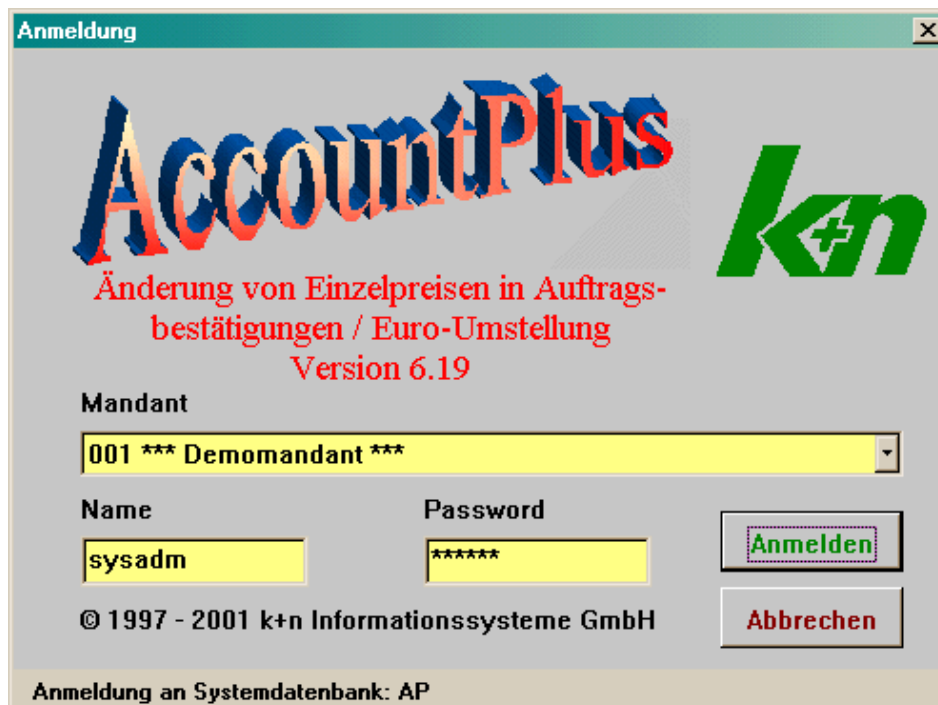 Anmeldung
AccountPlus
k+n
Änderung von Einzelpreisen in Auftrags-
bestätigungen / Euro-Umstellung
Version 6.19
Mandant
001 *** Demomandant ***
Name
Password
sysadm
******
Anmelden
© 1997 - 2001 k+n Informationssysteme GmbH
Abbrechen
Anmeldung an Systemdatenbank: AP